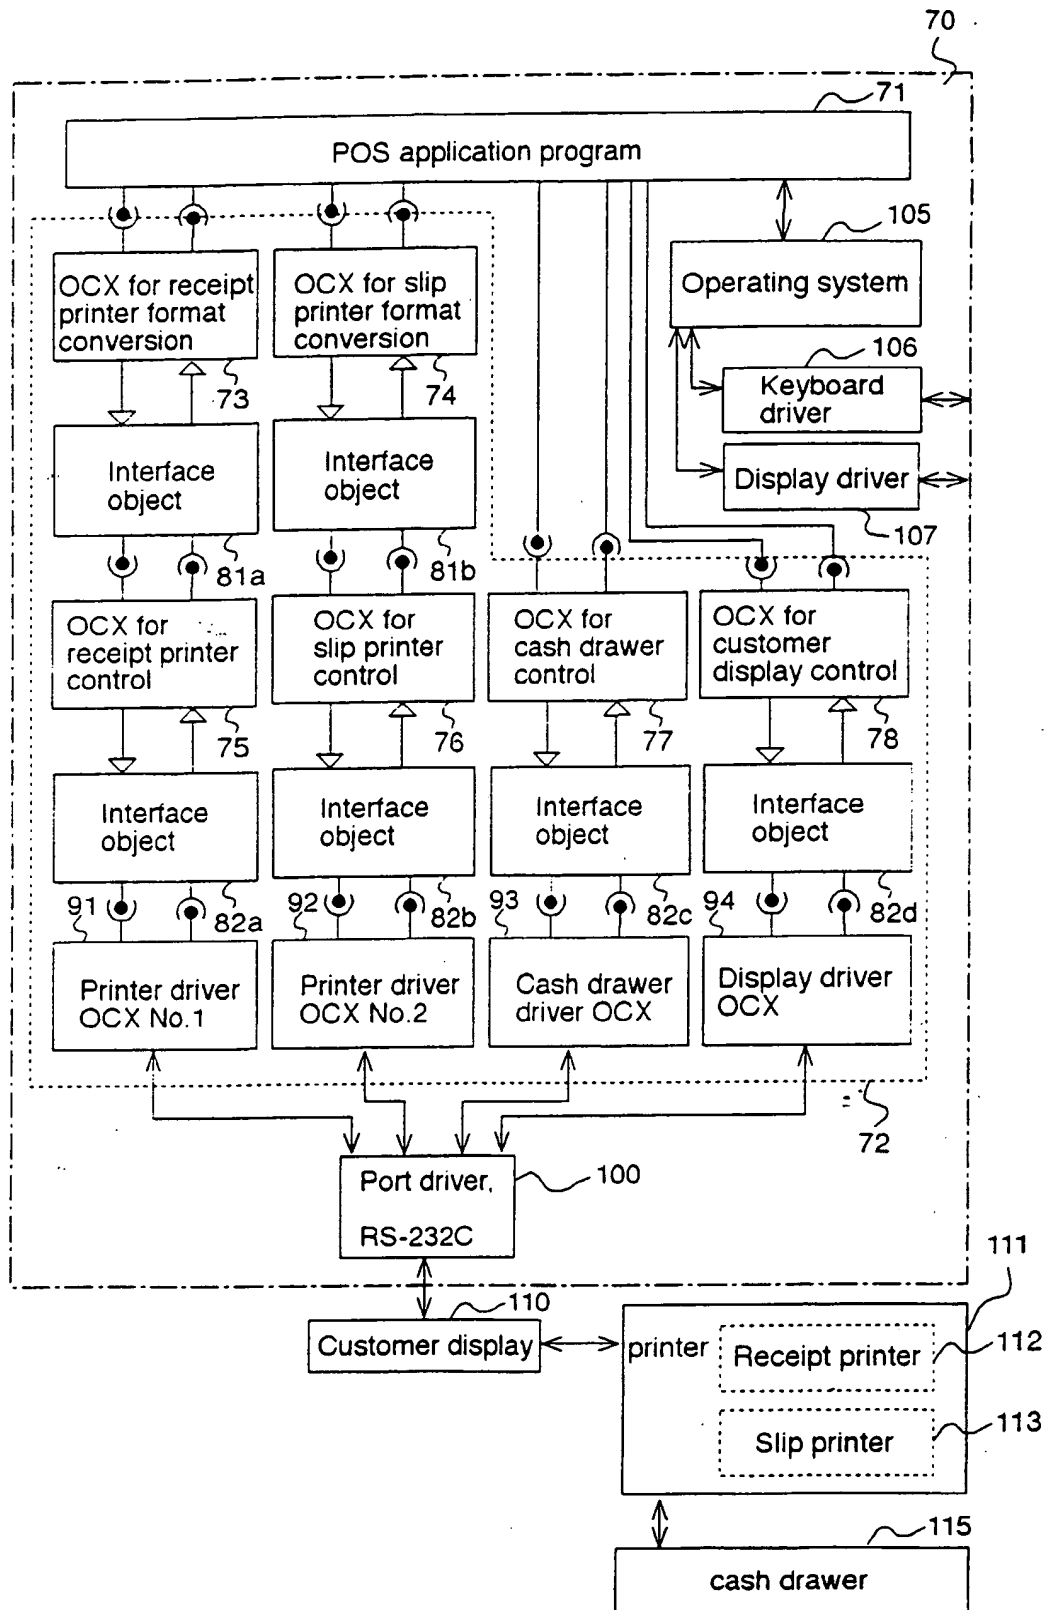 70
71
POS application program
105
OCX for receipt
printer format
conversion
OCX for slip
printer format
conversion
Operating system
106
73
74
Keyboard
driver
Interface
object
Interface
object
Display driver
107
81a
81b
OCX for
receipt printer
control
OCX for
slip printer
control
OCX for
cash drawer
control
OCX for
customer
display control
75
76
77
78
Interface
object
Interface
object
Interface
object
Interface
object
91
82a
92
82b
93
82c
94
82d
Printer driver
OCX No.1
Printer driver
OCX No.2
Cash drawer
driver OCX
Display driver
OCX
72
Port driver,
RS-232C
100
111
110
Customer display
printer
Receipt printer
112
Slip printer
113
115
cash drawer